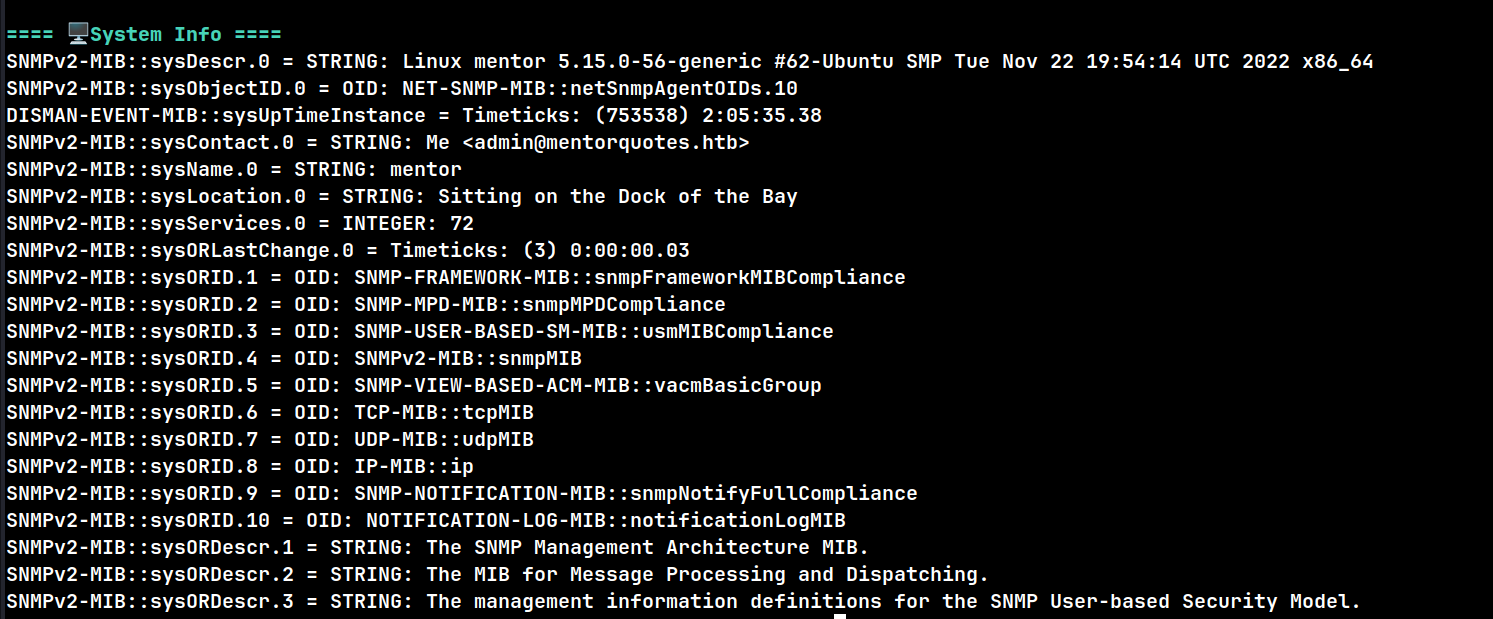 ==== 🖥️System Info ====
SNMPv2-MIB::sysDescr.0 = STRING: Linux mentor 5.15.0-56-generic #62-Ubuntu SMP Tue Nov 22 19:54:14 UTC 2022 x86_64
SNMPv2-MIB::sysObjectID.0 = OID: NET-SNMP-MIB::netSnmpAgentOIDs.10
DISMAN-EVENT-MIB::sysUpTimeInstance = Timeticks: (753538) 2:05:35.38
SNMPv2-MIB::sysContact.0 = STRING: Me <admin@mentorquotes.htb>
SNMPv2-MIB::sysName.0 = STRING: mentor
SNMPv2-MIB::sysLocation.0 = STRING: Sitting on the Dock of the Bay
SNMPv2-MIB::sysServices.0 = INTEGER: 72
SNMPv2-MIB::sysORLastChange.0 = Timeticks: (3) 0:00:00.03
SNMPv2-MIB::sysORID.1 = OID: SNMP-FRAMEWORK-MIB::snmpFrameworkMIBCompliance
SNMPv2-MIB::sysORID.2 = OID: SNMP-MPD-MIB::snmpMPDCompliance
SNMPv2-MIB::sysORID.3 = OID: SNMP-USER-BASED-SM-MIB::usmMIBCompliance
SNMPv2-MIB::sysORID.4 = OID: SNMPv2-MIB::snmpMIB
SNMPv2-MIB::sysORID.5 = OID: SNMP-VIEW-BASED-ACM-MIB::vacmBasicGroup
SNMPv2-MIB::sysORID.6 = OID: TCP-MIB::tcpMIB
SNMPv2-MIB::sysORID.7 = OID: UDP-MIB::udpMIB
SNMPv2-MIB::sysORID.8 = OID: IP-MIB::ip
SNMPv2-MIB::sysORID.9 = OID: SNMP-NOTIFICATION-MIB::snmpNotifyFullCompliance
SNMPv2-MIB::sysORID.10 = OID: NOTIFICATION-LOG-MIB::notificationLogMIB
SNMPv2-MIB::sysORDescr.1 = STRING: The SNMP Management Architecture MIB.
SNMPv2-MIB::sysORDescr.2 = STRING: The MIB for Message Processing and Dispatching.
SNMPv2-MIB::sysORDescr.3 = STRING: The management information definitions for the SNMP User-based Security Model.